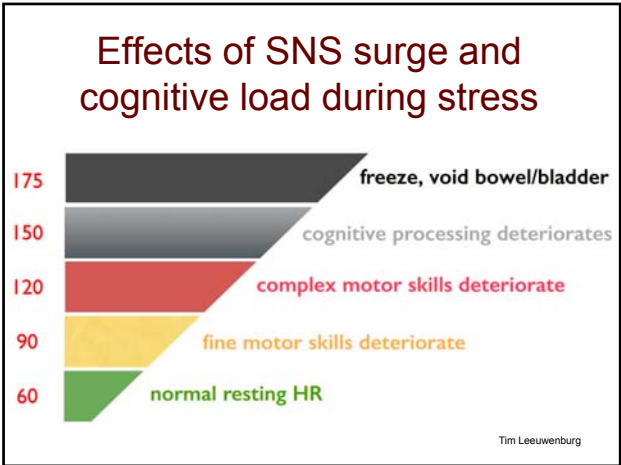 Effects of SNS surge and
cognitive load during stress
175 freeze, void bowel/bladder
150 cognitive processing deteriorates
120 complex motor skills deteriorate
90 fine motor skills deteriorate
60 normal resting HR
Tim Leeuwenburg